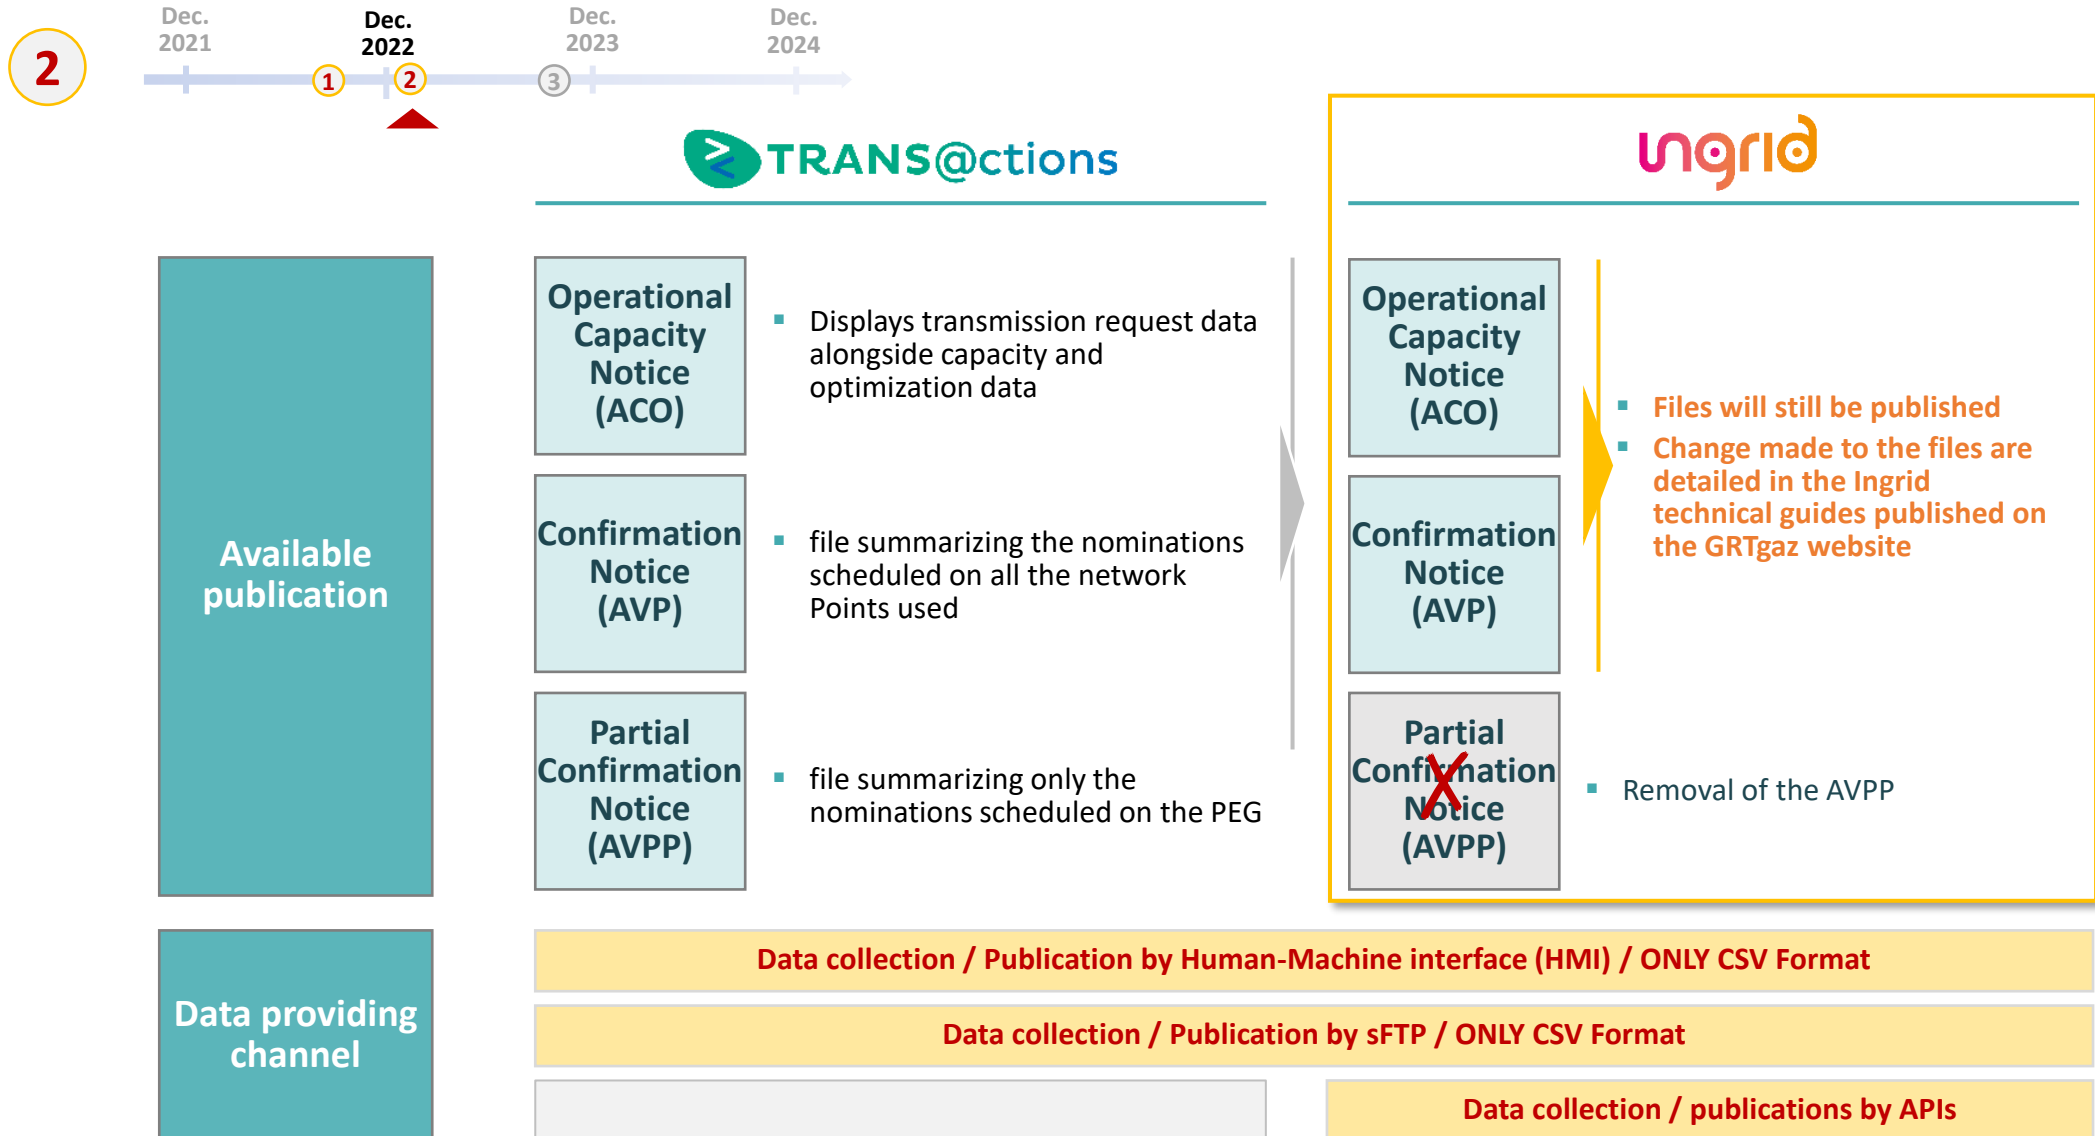 2
Dec.
2021
Dec.
2022
Dec.
2023
Dec.
2024
1
2
3
TRANS@ctions
ingrid
Available
publication
Operational
Capacity
Notice
(ACO)
▪ Displays transmission request data
alongside capacity and
optimization data
Confirmation
Notice
(AVP)
▪ file summarizing the nominations
scheduled on all the network
Points used
Partial
Confirmation
Notice
(AVPP)
▪ file summarizing only the
nominations scheduled on the PEG
Operational
Capacity
Notice
(ACO)
Confirmation
Notice
(AVP)
▪ Files will still be published
▪ Change made to the files are
detailed in the Ingrid
technical guides published on
the GRTgaz website
Partial
Confirmation
Notice
(AVPP)
▪ Removal of the AVPP
Data providing
channel
Data collection / Publication by Human-Machine interface (HMI) / ONLY CSV Format
Data collection / Publication by sFTP / ONLY CSV Format
Data collection / publications by APIs